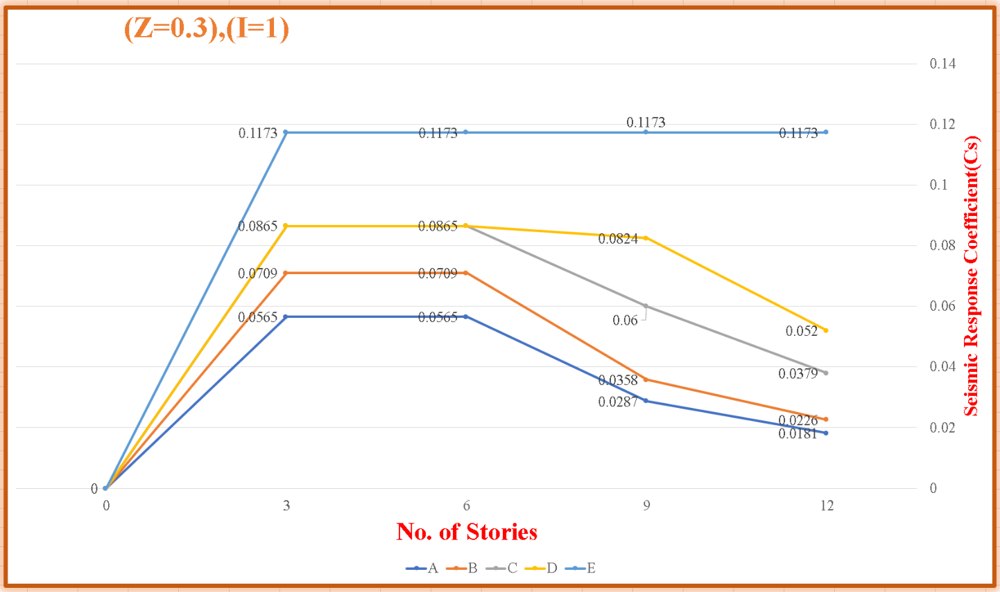 (Z=0.3),(I=1)
0.14
0.12
0.1
0.08
0.06
0.04
0.02
0
Seismic Response Coefficient(Cs)
0.1173 0.1173 0.1173 0.1173
0.0865 0.0865 0.0824 0.052
0.06 0.0379
0.0709 0.0709 0.0358 0.0226
0.0565 0.0565 0.0287 0.0181
0
0 3 6 9 12
No. of Stories
A B C D E